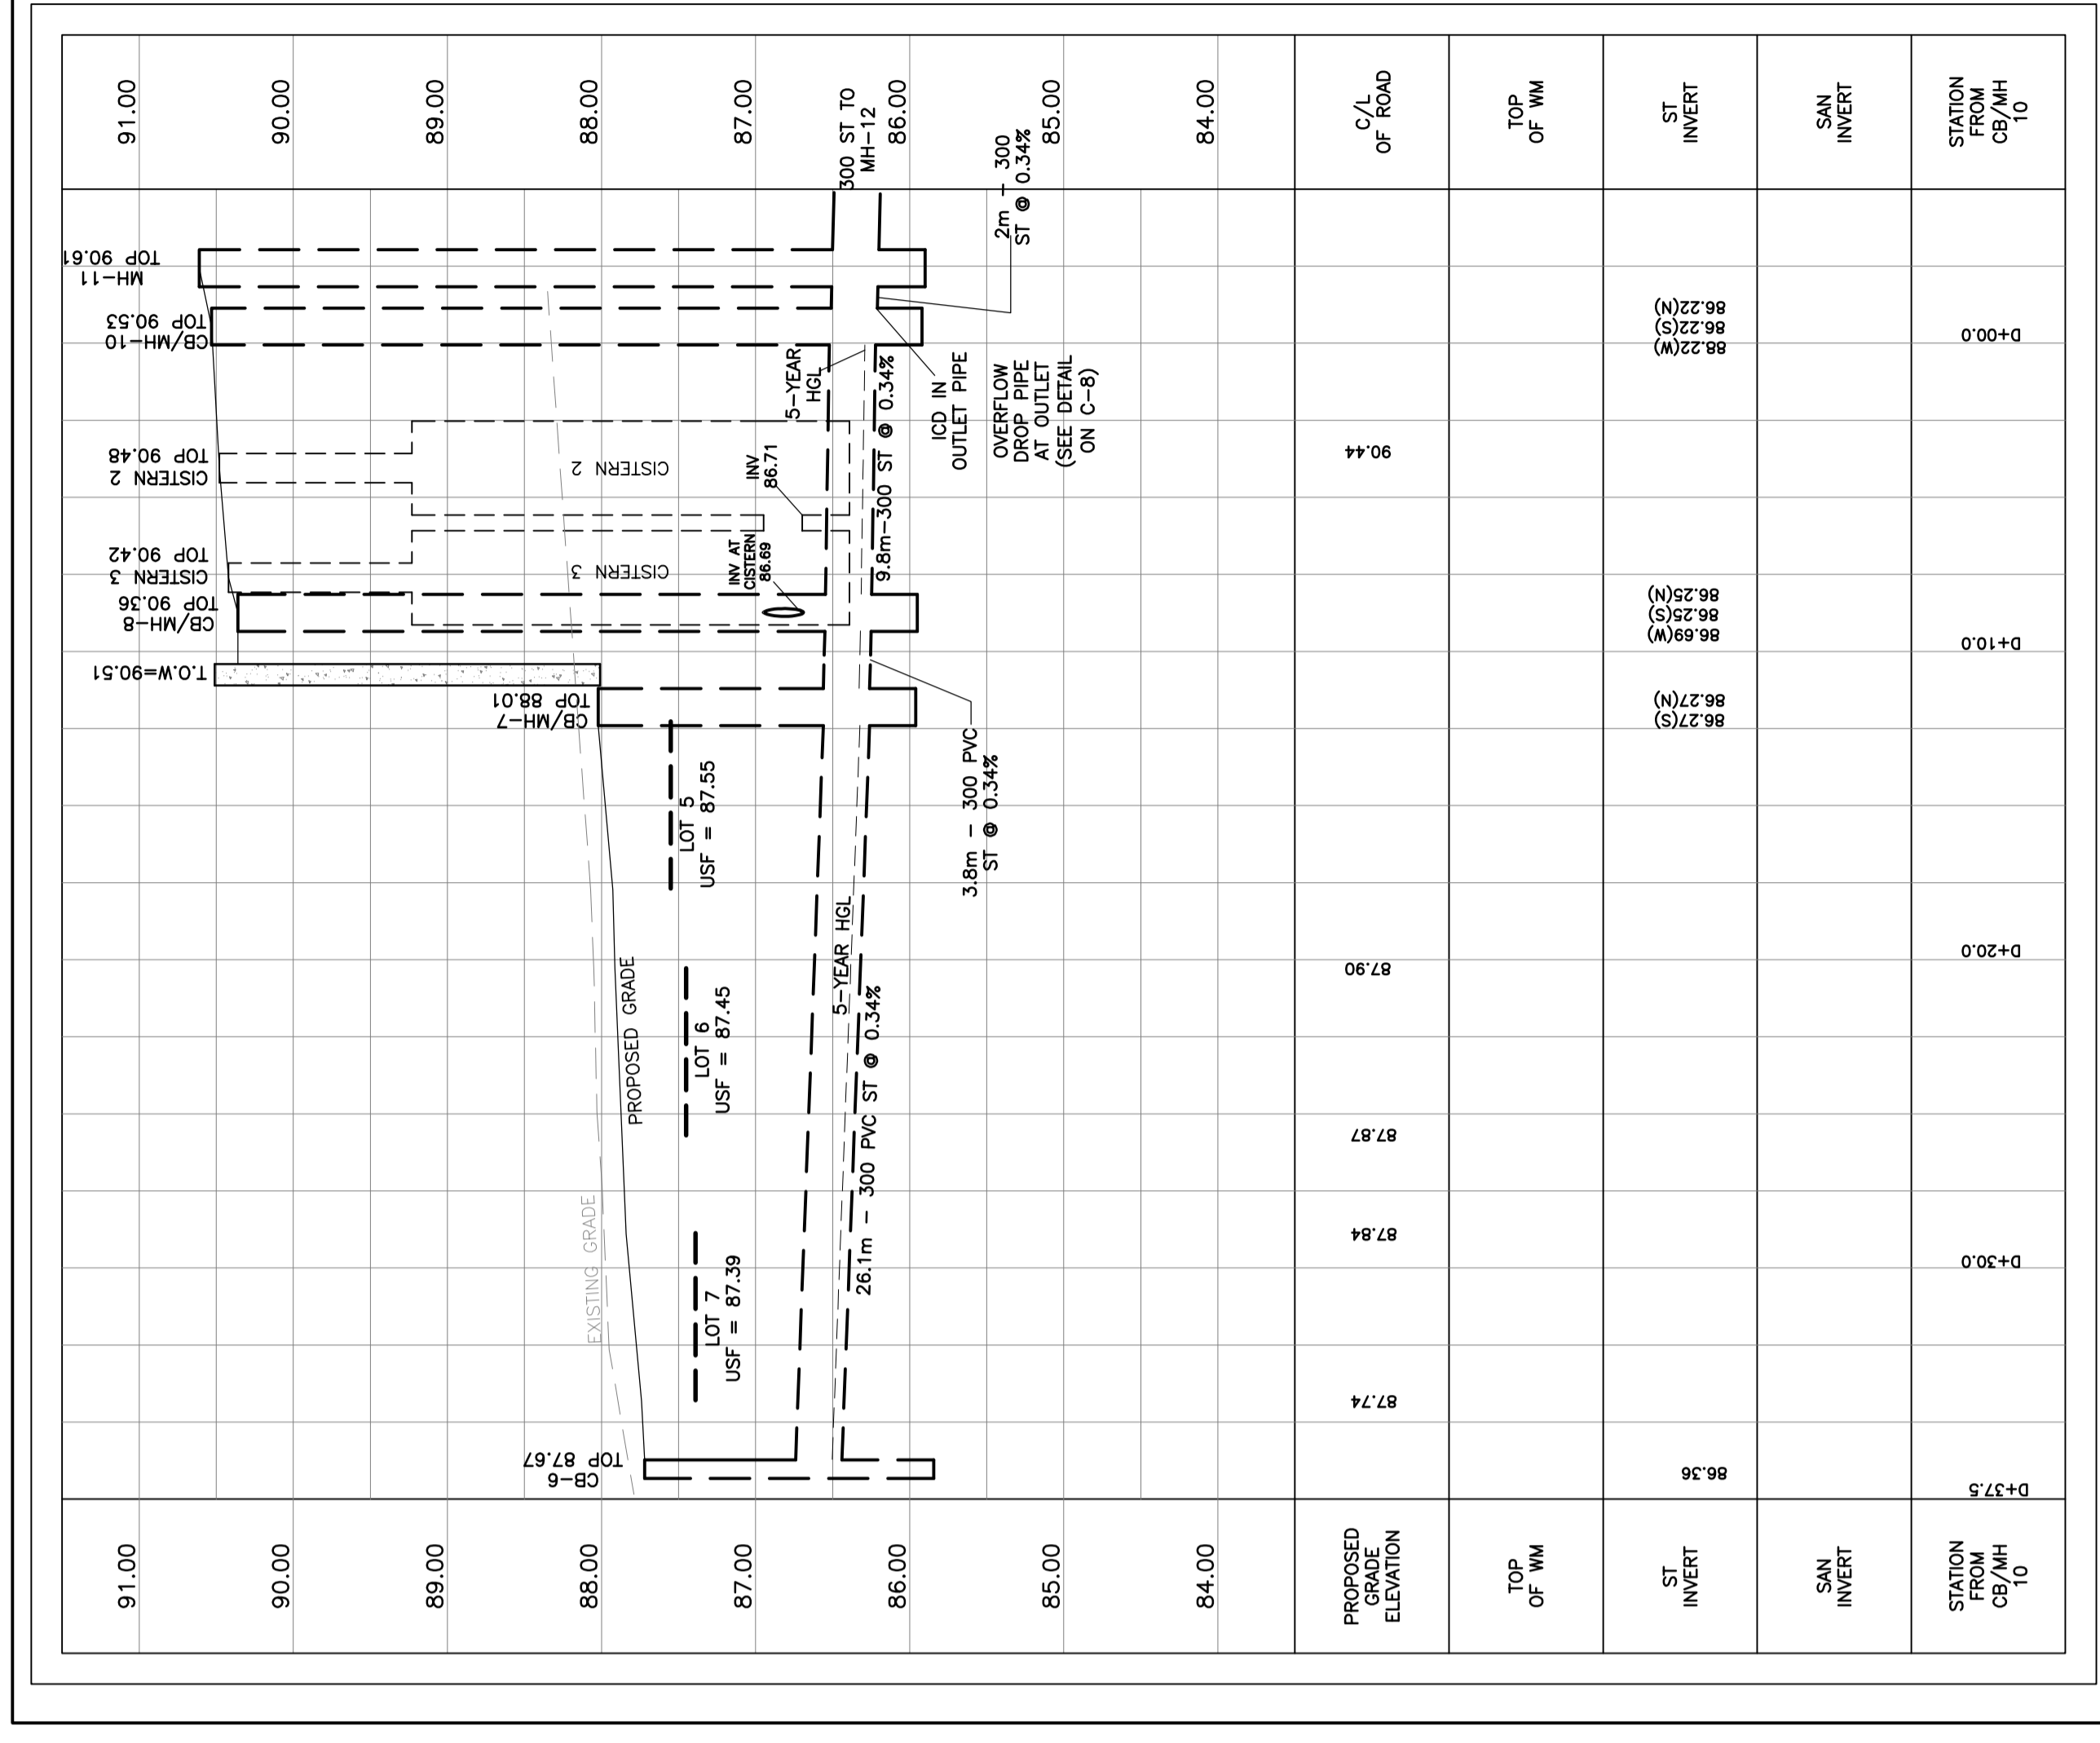 91.00
90.00
89.00
88.00
87.00
86.00
85.00
84.00
C/L
OF ROAD
TOP
OF WM
ST
INVERT
SAN
INVERT
STATION
FROM
CB/MH
10
300 ST TO
MH-12
2m - 300
ST @ 0.34%
MH-11
TOP 90.61
CB/MH-10
TOP 90.53
CISTERN 2
TOP 90.48
CISTERN 3
TOP 90.42
CB/MH-8
TOP 90.36
T.O.W=90.51
CB/MH-7
TOP 88.01
CB-6
TOP 87.67
5-YEAR
HGL
ICD IN
OUTLET PIPE
OVERFLOW
DROP PIPE
AT OUTLET
(SEE DETAIL
ON C-8)
CISTERN 2
INV
86.71
CISTERN 3
INV AT
CISTERN
86.69
9.8m-300 ST @ 0.34%
3.8m - 300 PVC
ST @ 0.34%
LOT 5
USF = 87.55
LOT 6
USF = 87.45
LOT 7
USF = 87.39
PROPOSED GRADE
EXISTING GRADE
5-YEAR HGL
26.1m - 300 PVC ST @ 0.34%
90.44
87.90
87.87
87.84
87.74
88.22(W)
86.22(S)
86.22(N)
86.69(W)
86.25(S)
86.25(N)
86.27(S)
86.27(N)
86.36
D+00.0
D+10.0
D+20.0
D+30.0
D+37.5
91.00
90.00
89.00
88.00
87.00
86.00
85.00
84.00
PROPOSED
GRADE
ELEVATION
TOP
OF WM
ST
INVERT
SAN
INVERT
STATION
FROM
CB/MH
10